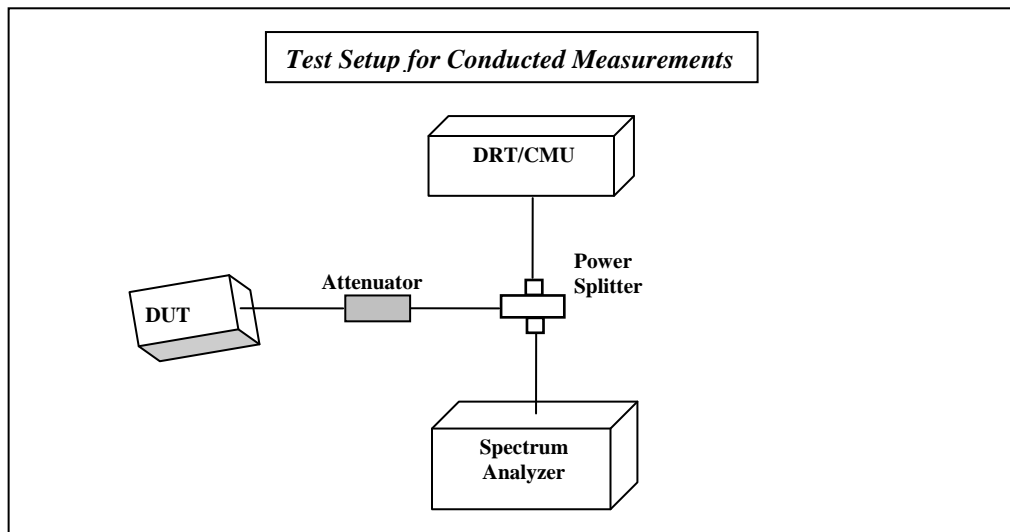 Test Setup for Conducted Measurements
DRT/CMU
Power
Splitter
Attenuator
DUT
Spectrum
Analyzer